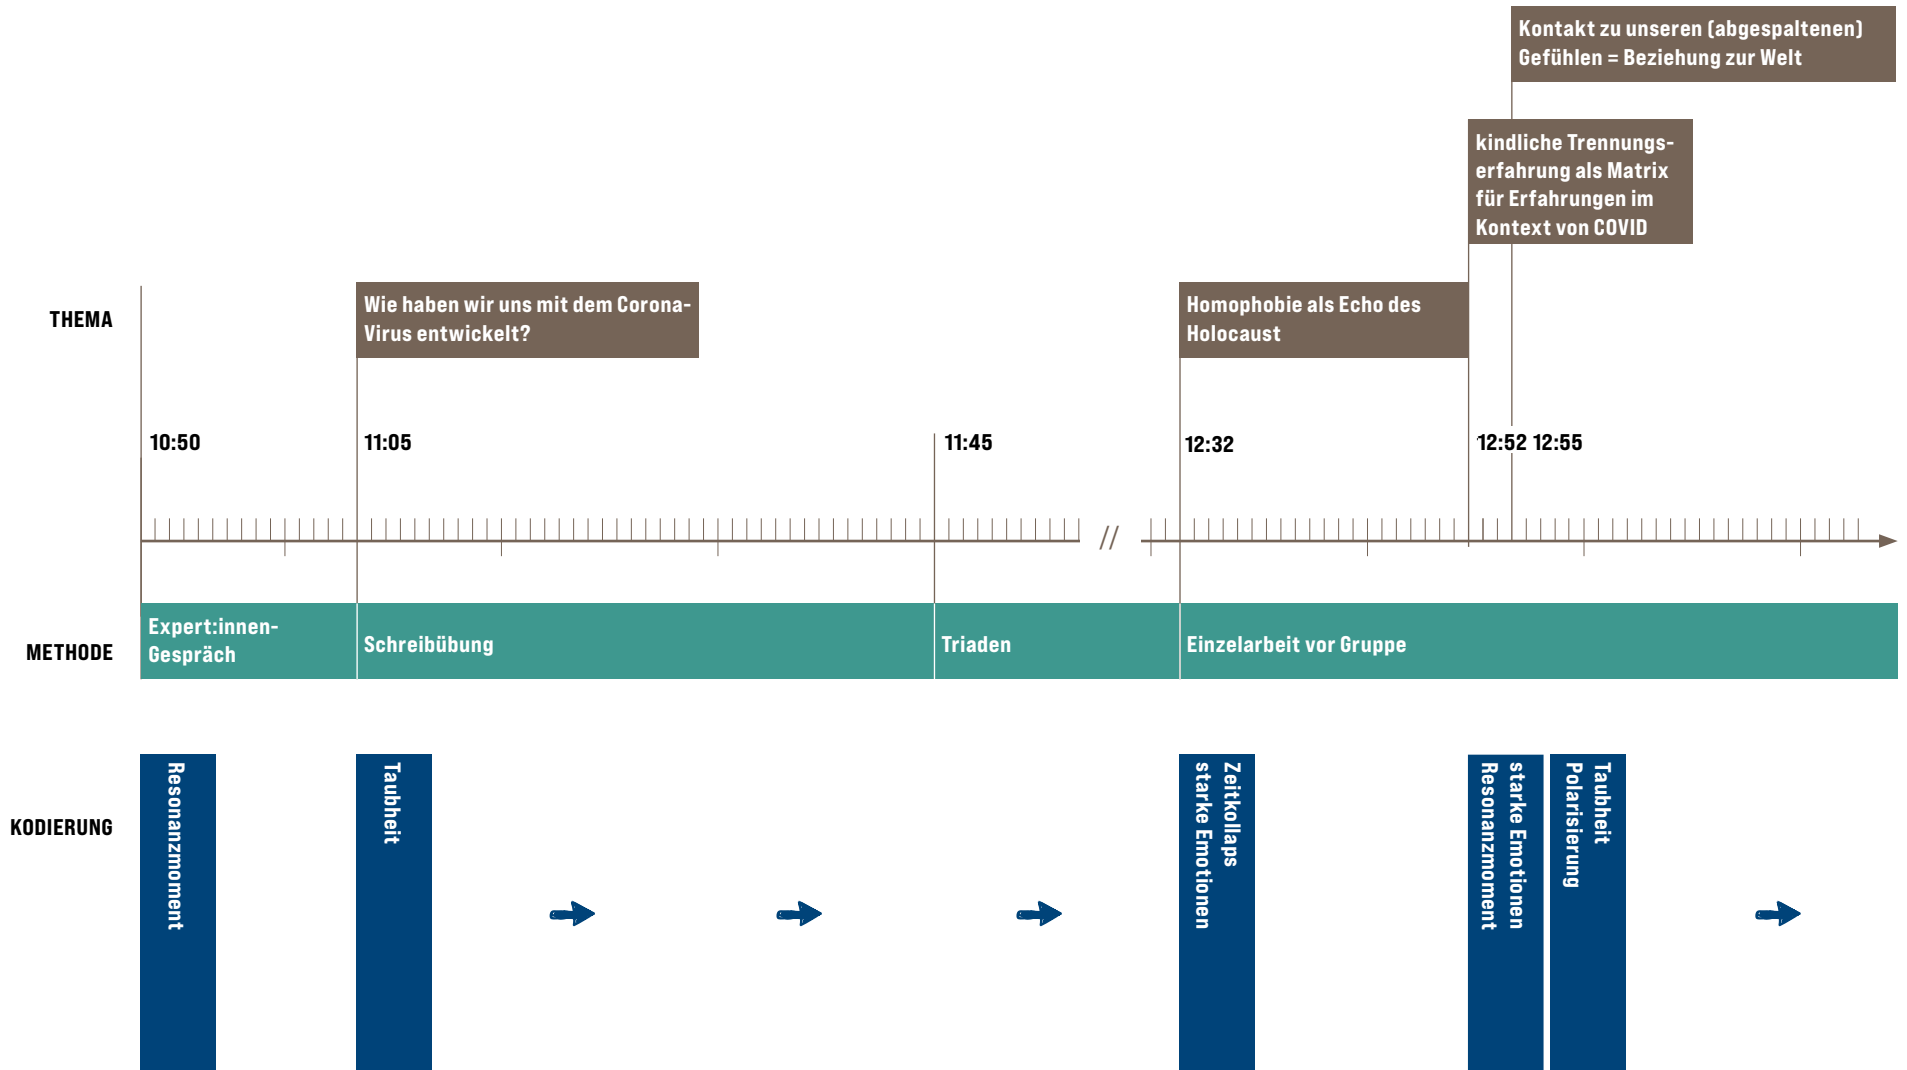 Kontakt zu unseren (abgespaltenen)
Gefühlen = Beziehung zur Welt
kindliche Trennungs-
erfahrung als Matrix
für Erfahrungen im
Kontext von COVID
THEMA
Wie haben wir uns mit dem Corona-
Virus entwickelt?
Homophobie als Echo des
Holocaust
10:50
11:05
11:45
12:32
12:52 12:55
//
METHODE
Expert:innen-
Gespräch
Schreibübung
Triaden
Einzelarbeit vor Gruppe
KODIERUNG
Resonanzmoment
Taubheit
Zeitkollaps
starke Emotionen
starke Emotionen
Resonanzmoment
Taubheit
Polarisierung